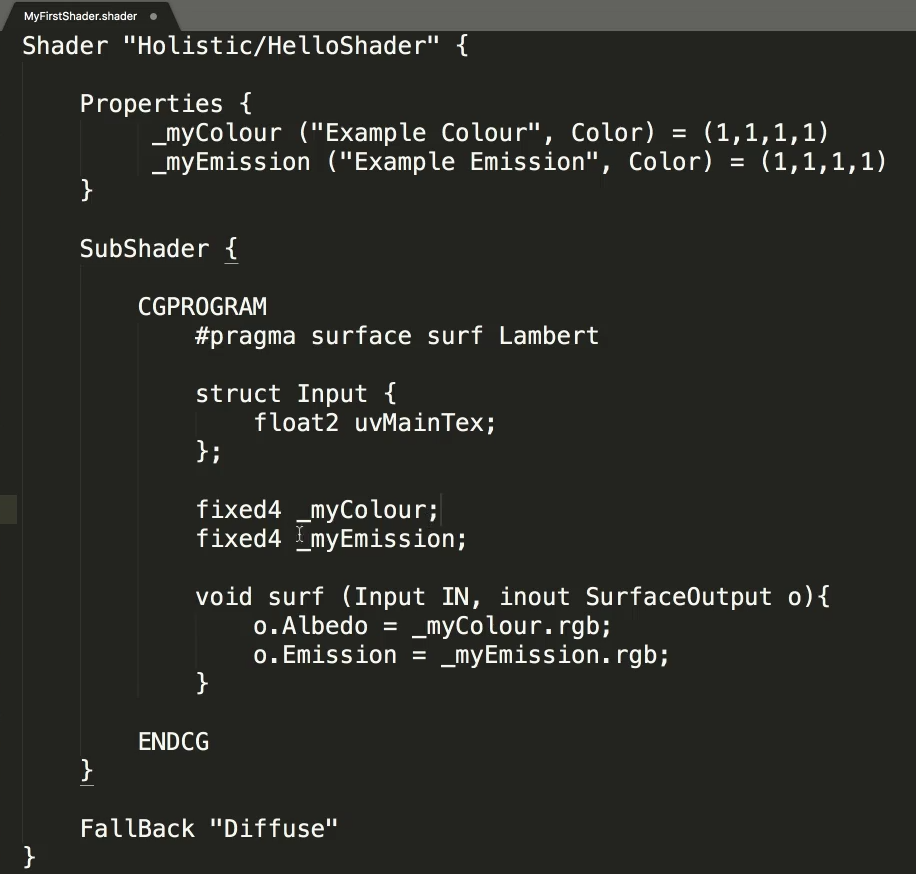 MyFirstShader.shader
Shader "Holistic/HelloShader" {
Properties {
_myColour ("Example Colour", Color) = (1,1,1,1)
_myEmission ("Example Emission", Color) = (1,1,1,1)
}
SubShader {
CGPROGRAM
#pragma surface surf Lambert
struct Input {
float2 uvMainTex;
};
fixed4 _myColour;
fixed4 _myEmission;
void surf (Input IN, inout SurfaceOutput o){
o.Albedo = _myColour.rgb;
o.Emission = _myEmission.rgb;
}
ENDCG
}
FallBack "Diffuse"
}